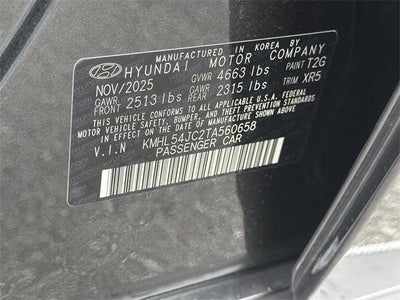 MANUFACTURED IN KOREA BY
HYUNDAI MOTOR COMPANY
NOV/2025 GVWR 4663 lbs PAINT T2G
GAWR FRONT 2513 lbs GAWR REAR 2315 lbs TRIM XR5
THIS VEHICLE CONFORMS TO ALL APPLICABLE U.S.A. FEDERAL
MOTOR VEHICLE SAFETY, BUMPER, AND THEFT PREVENTION STANDARDS
IN EFFECT ON THE DATE OF MANUFACTURE SHOWN ABOVE.
V.I.N KMHL54JC2TA560658
PASSENGER CAR